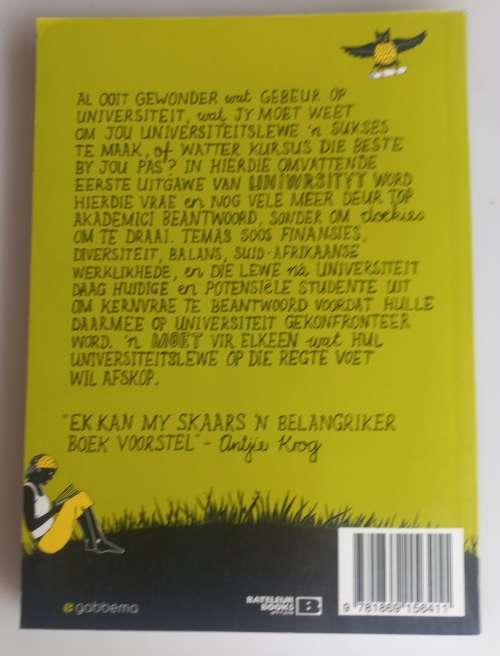 AL OOIT GEWONDER wat GEBEUR OP
UNIVERSITEIT, wat JY MOET WEET
OM JOU UNIVERSITEITSLEWE 'n SUKSES
TE MAAK, of WATTER KURSUS DIE BESTE
BY JOU PAS? IN HIERDIE OMVATTENDE
EERSTE UITGAWE VAN UNIVRSITYT WORD
HIERDIE VRAE en NOG VELE MEER DEUR TOP
AKADEMICI BEANTWOORD, SONDER OM doekies
OM TE DRAAI. TEMAS SOOS FINANSIES,
DIVERSITEIT, BALANS, SUID-AFRIKAANSE
WERKLIKHEDE, en DIE LEWE ná UNIVERSITEIT
DAAG HUIDIGE en POTENSIËLE STUDENTE UIT
OM KERNVRAE TE BEANTWOORD VOORDAT HULLE
DAARMEE OP UNIVERSITEIT GEKONFRONTEER
WORD. 'n MOET VIR ELKEEN wat HUL
UNIVERSITEITSLEWE OP DIE REGTE VOET
WIL AFSKOP.
"EK KAN MY SKAARS 'N BELANGRIKER
BOEK VOORSTEL" - Antjie Krog
gabbema
BATELEUR
BOOKS
B
9 781869 156411